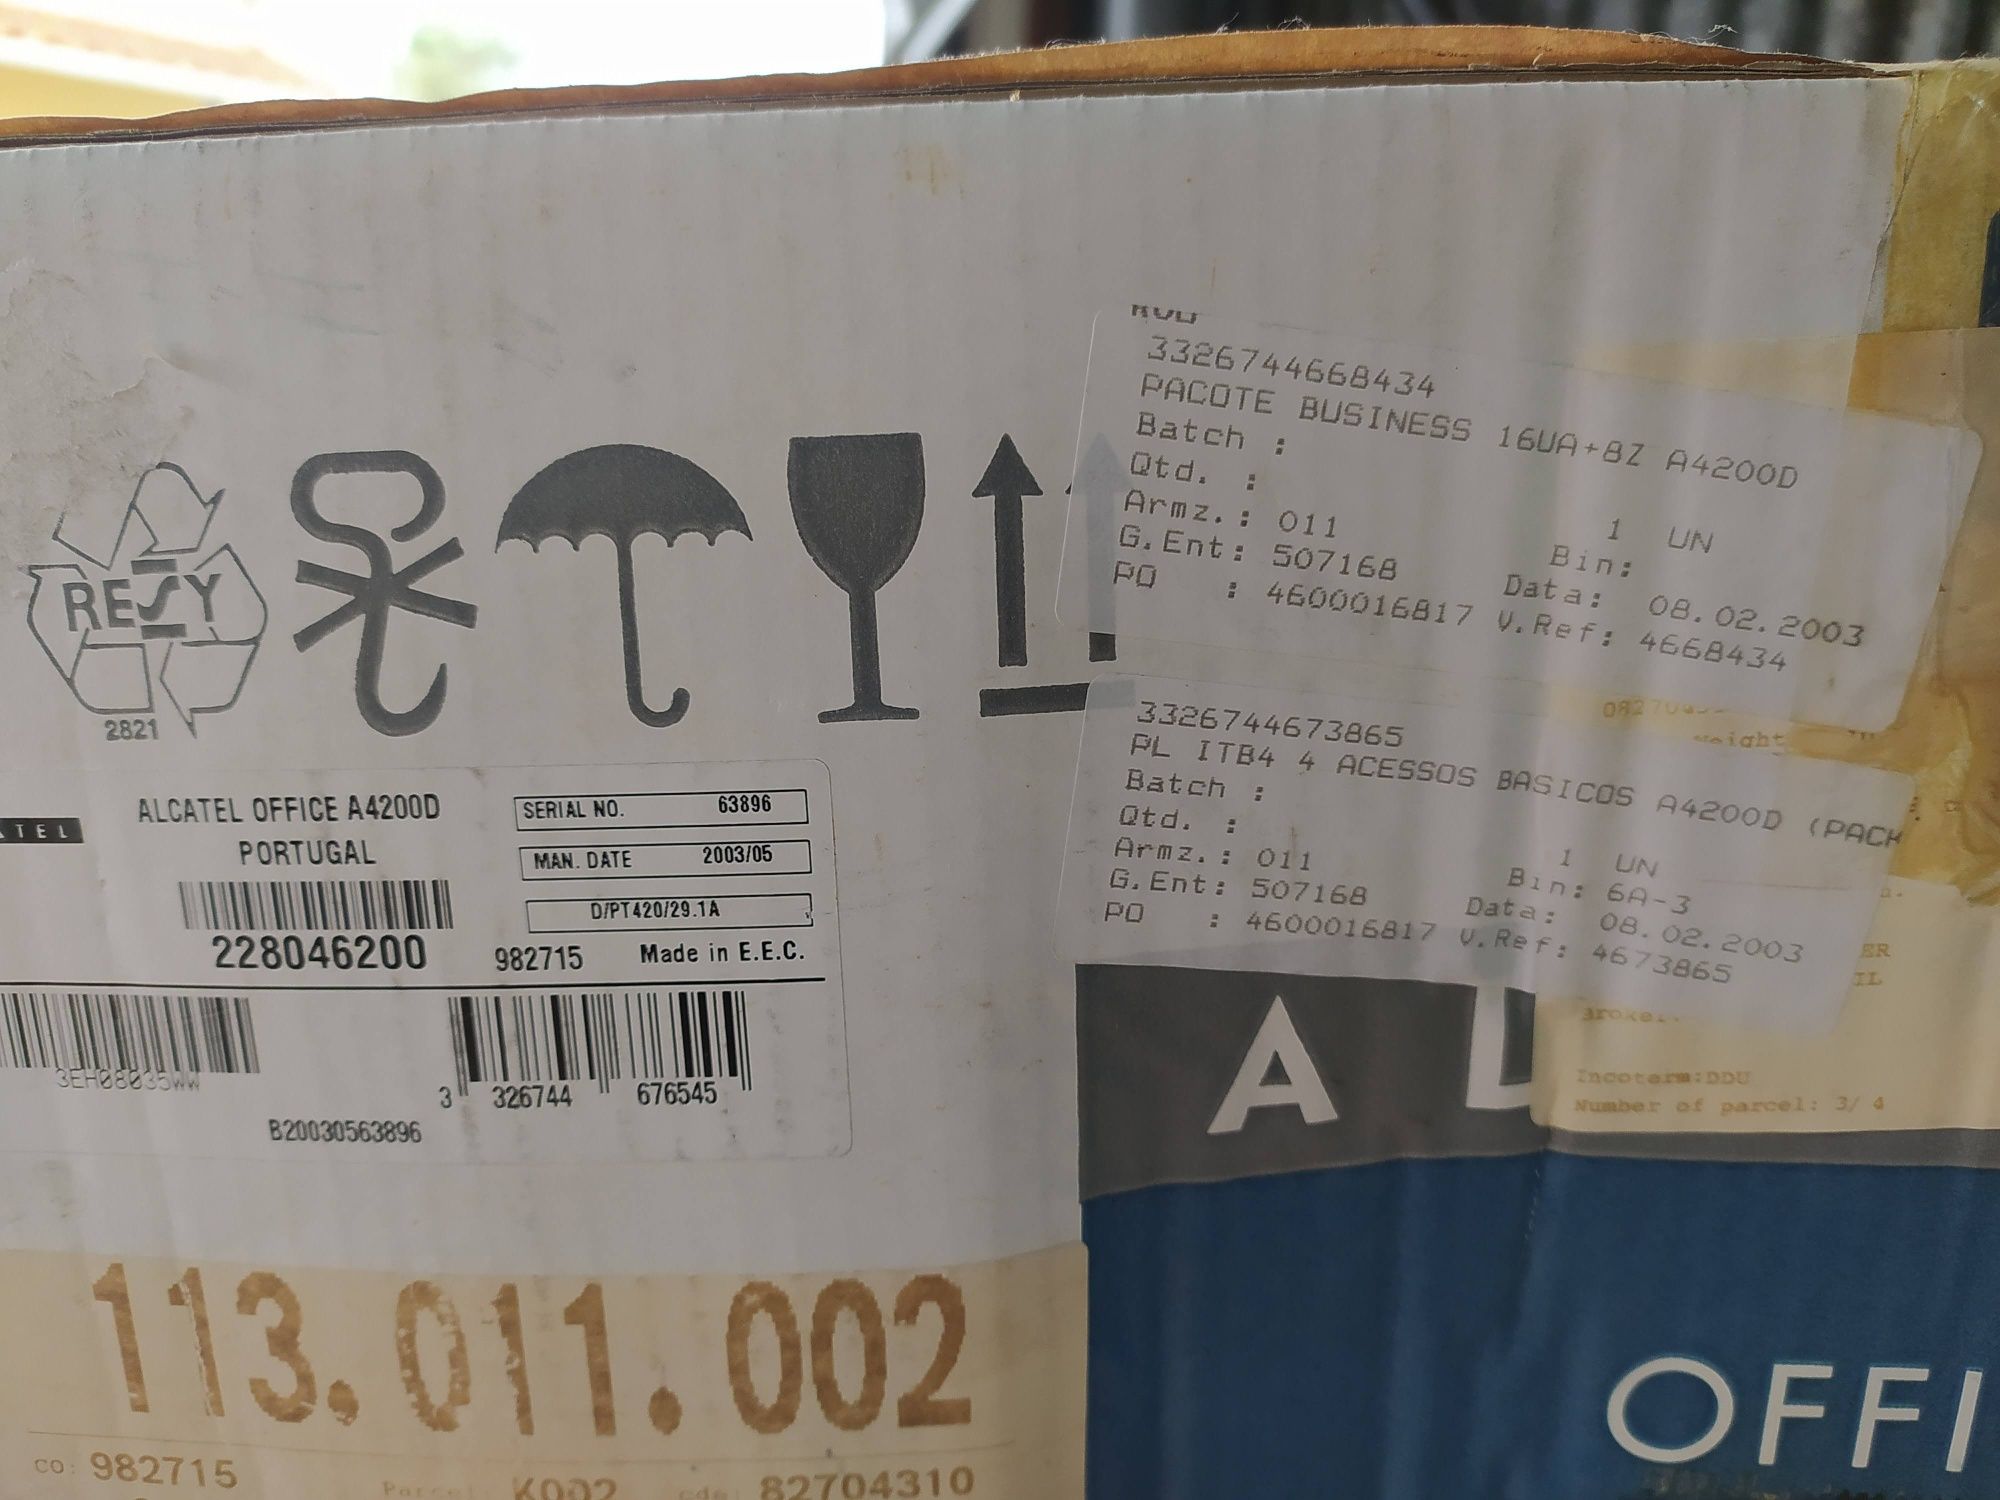 3326744668434
PACOTE BUSINESS 16UA+8Z A4200D
Batch :
Qtd. : 1 UN
Armz.: 011 Bin:
G.Ent: 507168 Data: 08.02.2003
PO : 4600016817 V.Ref: 4668434
RESY
2821
3326744673865
PL ITB4 4 ACESSOS BASICOS A4200D (PACK
Batch :
Qtd. : 1 UN
Armz.: 011 Bin: 6A-3
G.Ent: 507168 Data: 08.02.2003
PO : 4600016817 V.Ref: 4673865
ATEL
ALCATEL OFFICE A4200D
PORTUGAL
228046200
SERIAL NO. 63896
MAN. DATE 2003/05
D/PT420/29.1A
982715 Made in E.E.C.
3EH08035WW
3 326744 676545
B20030563896
Incoterm:DDU
Number of parcel: 3/ 4
A
OFFI
113.011.002
co: 982715 K002 cde 82704310